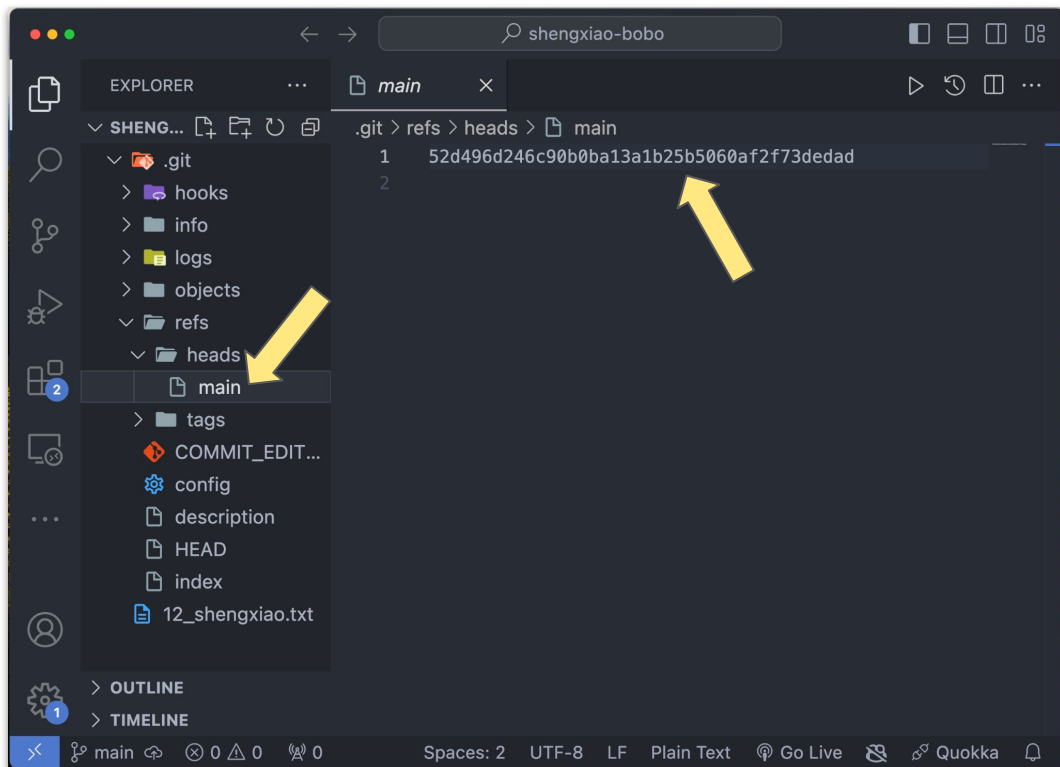 shengxiao-bobo
EXPLORER
main
SHENG...
.git > refs > heads > main
.git
hooks
info
logs
objects
refs
heads
main
tags
COMMIT_EDIT...
config
description
HEAD
index
12_shengxiao.txt
1 52d496d246c90b0ba13a1b25b5060af2f73dedad
2
2
1
OUTLINE
TIMELINE
main 0 0 0 Spaces: 2 UTF-8 LF Plain Text Go Live Quokka